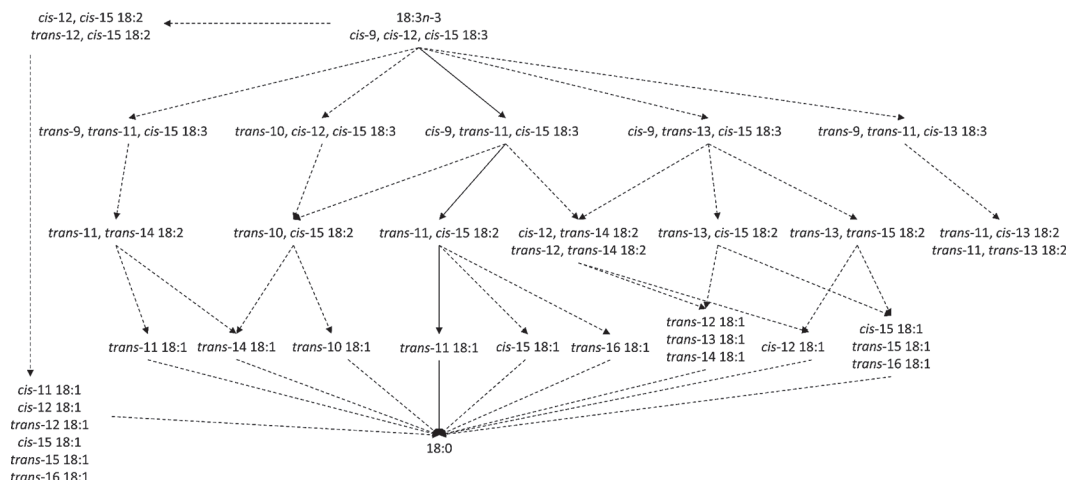 cis-12, cis-15 18:2
trans-12, cis-15 18:2
18:3n-3
cis-9, cis-12, cis-15 18:3
trans-9, trans-11, cis-15 18:3
trans-10, cis-12, cis-15 18:3
cis-9, trans-11, cis-15 18:3
cis-9, trans-13, cis-15 18:3
trans-9, trans-11, cis-13 18:3
trans-11, trans-14 18:2
trans-10, cis-15 18:2
trans-11, cis-15 18:2
cis-12, trans-14 18:2
trans-12, trans-14 18:2
trans-13, cis-15 18:2
trans-13, trans-15 18:2
trans-11, cis-13 18:2
trans-11, trans-13 18:2
trans-11 18:1
trans-14 18:1
trans-10 18:1
trans-11 18:1
cis-15 18:1
trans-16 18:1
trans-12 18:1
trans-13 18:1
trans-14 18:1
cis-12 18:1
cis-15 18:1
trans-15 18:1
trans-16 18:1
cis-11 18:1
cis-12 18:1
trans-12 18:1
cis-15 18:1
trans-15 18:1
trans-16 18:1
18:0